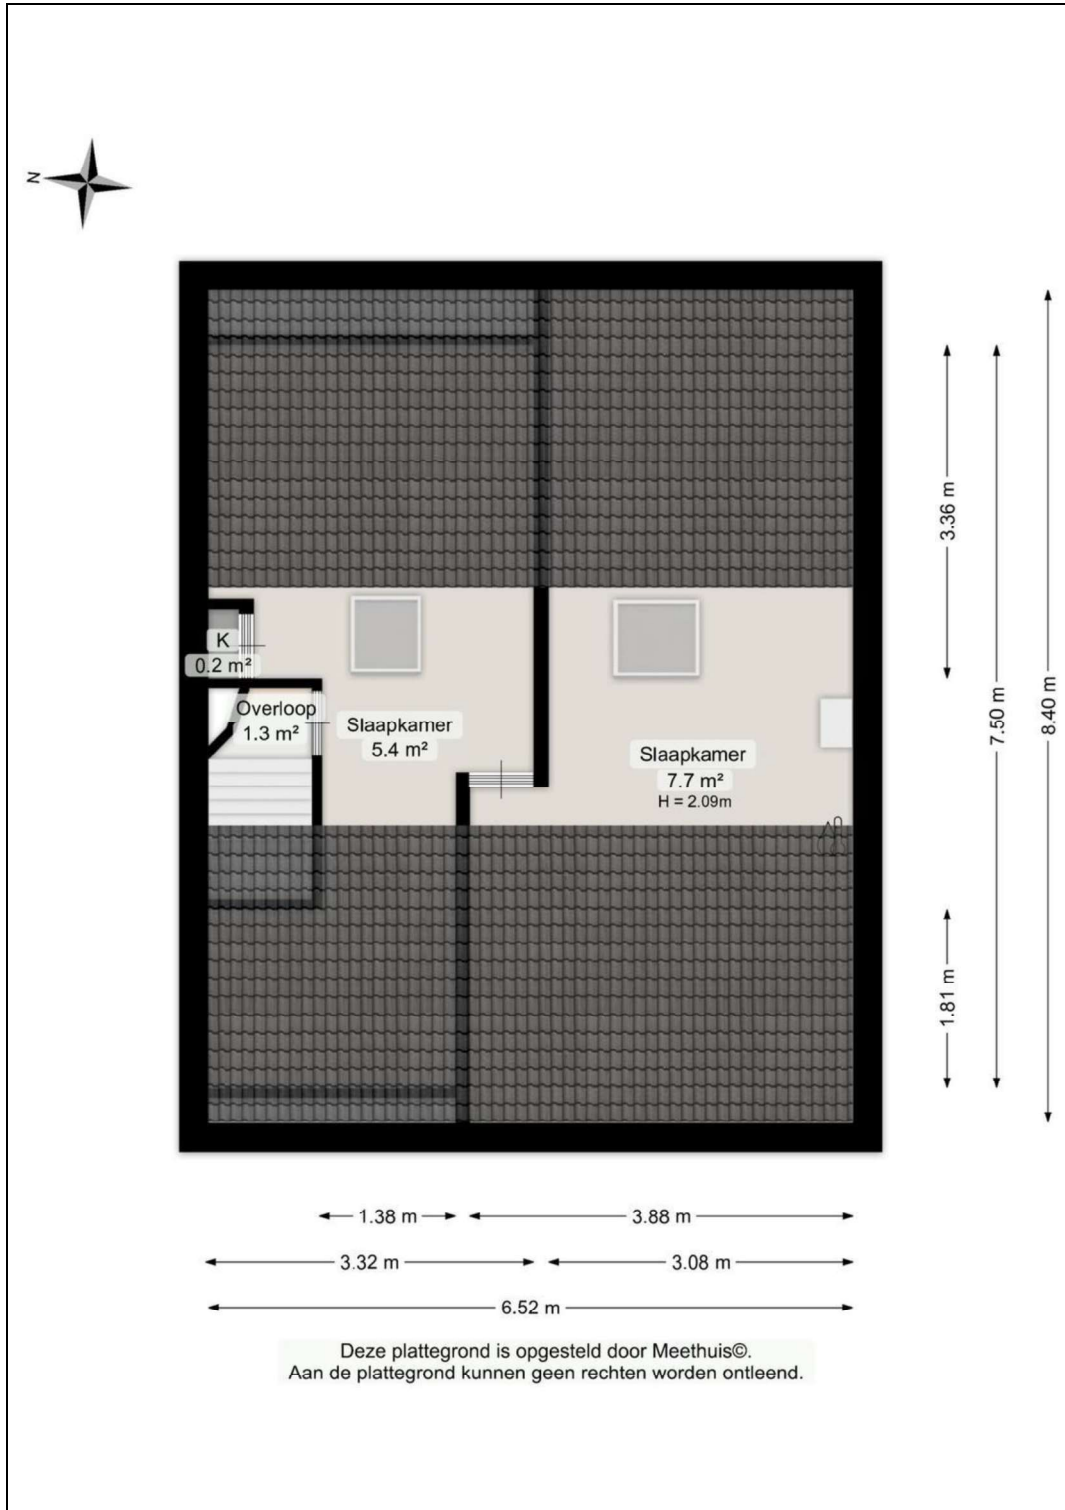 N
K
0.2 m²
Overloop
1.3 m²
Slaapkamer
5.4 m²
Slaapkamer
7.7 m²
H = 2.09m
3.36 m
7.50 m
8.40 m
1.81 m
1.38 m
3.88 m
3.32 m
3.08 m
6.52 m
Deze plattegrond is opgesteld door Meethuis©.
Aan de plattegrond kunnen geen rechten worden ontleend.